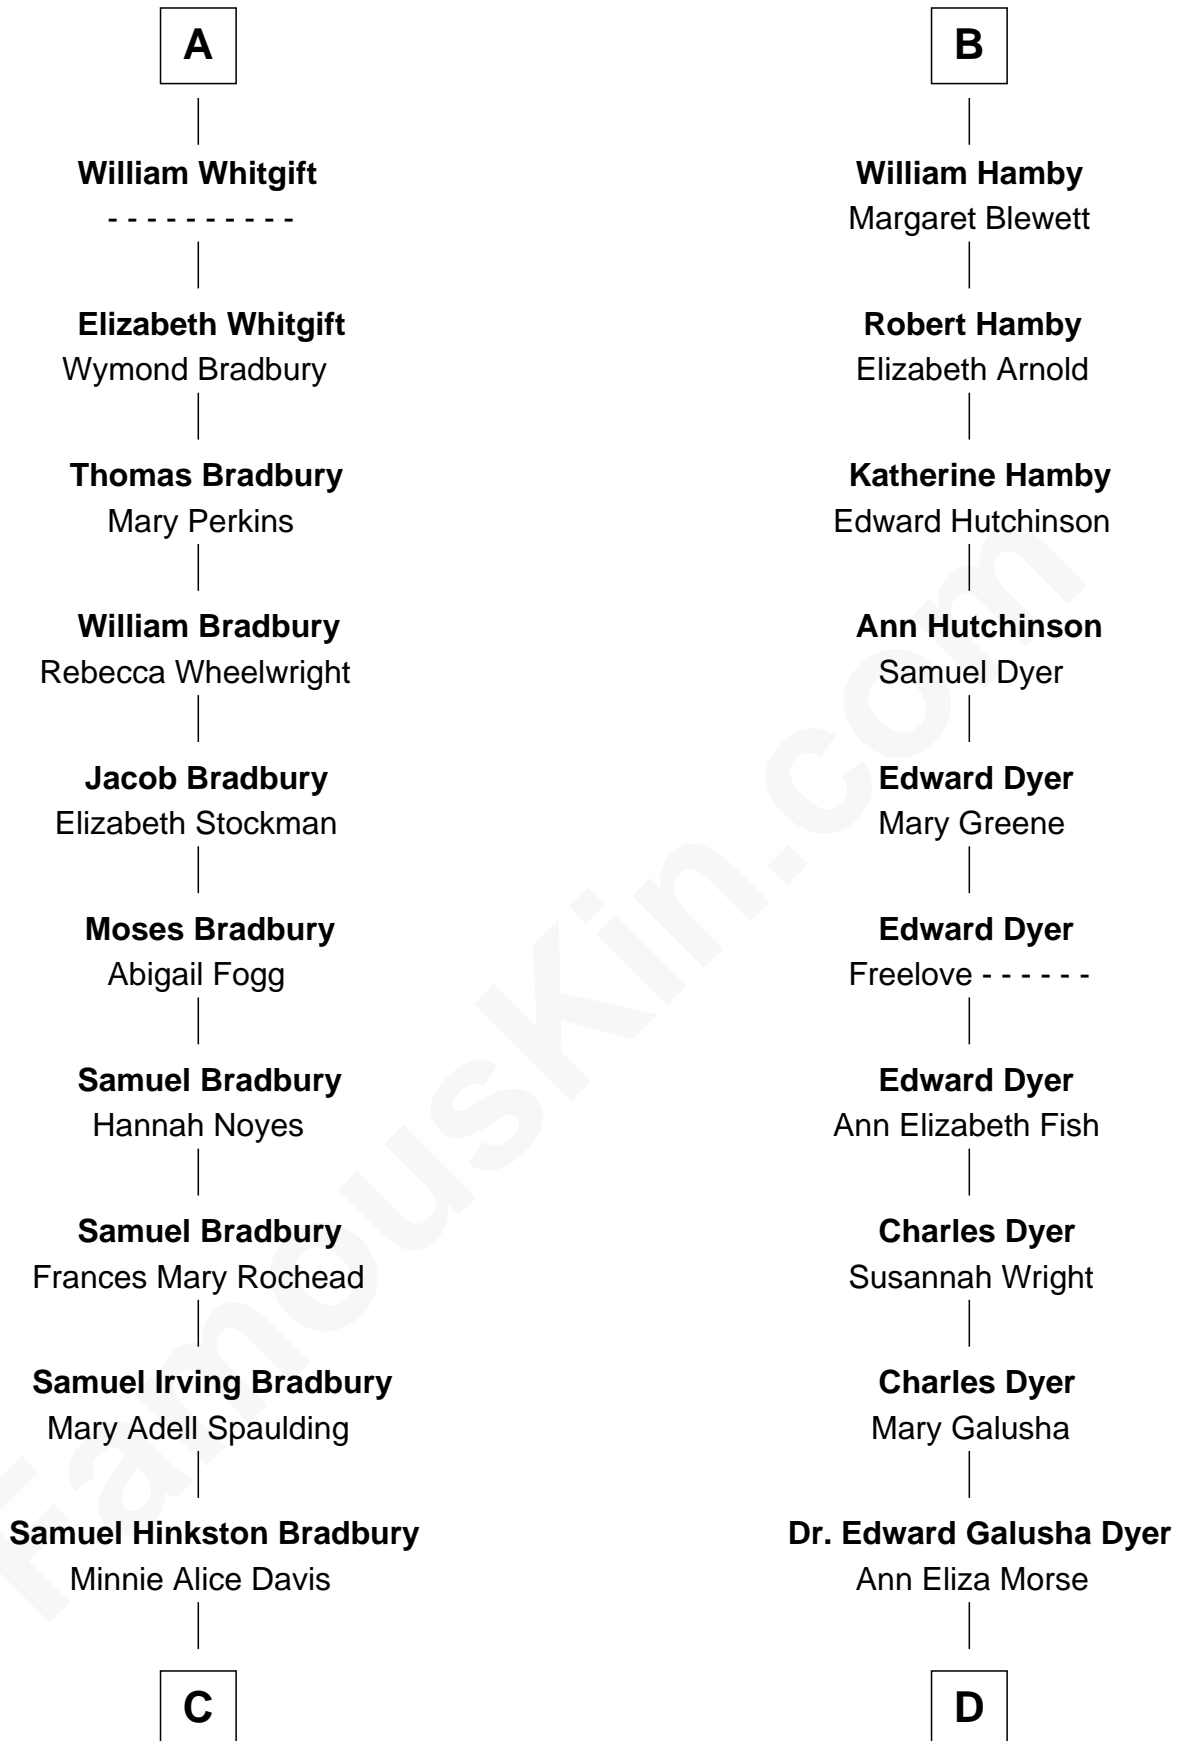 A
William Whitgift
- - - - - - - - - -
Elizabeth Whitgift
Wymond Bradbury
Thomas Bradbury
Mary Perkins
William Bradbury
Rebecca Wheelwright
Jacob Bradbury
Elizabeth Stockman
Moses Bradbury
Abigail Fogg
Samuel Bradbury
Hannah Noyes
Samuel Bradbury
Frances Mary Rochead
Samuel Irving Bradbury
Mary Adell Spaulding
Samuel Hinkston Bradbury
Minnie Alice Davis
C
B
William Hamby
Margaret Blewett
Robert Hamby
Elizabeth Arnold
Katherine Hamby
Edward Hutchinson
Ann Hutchinson
Samuel Dyer
Edward Dyer
Mary Greene
Edward Dyer
Freelove - - - - - -
Edward Dyer
Ann Elizabeth Fish
Charles Dyer
Susannah Wright
Charles Dyer
Mary Galusha
Dr. Edward Galusha Dyer
Ann Eliza Morse
D
FamousKin.com